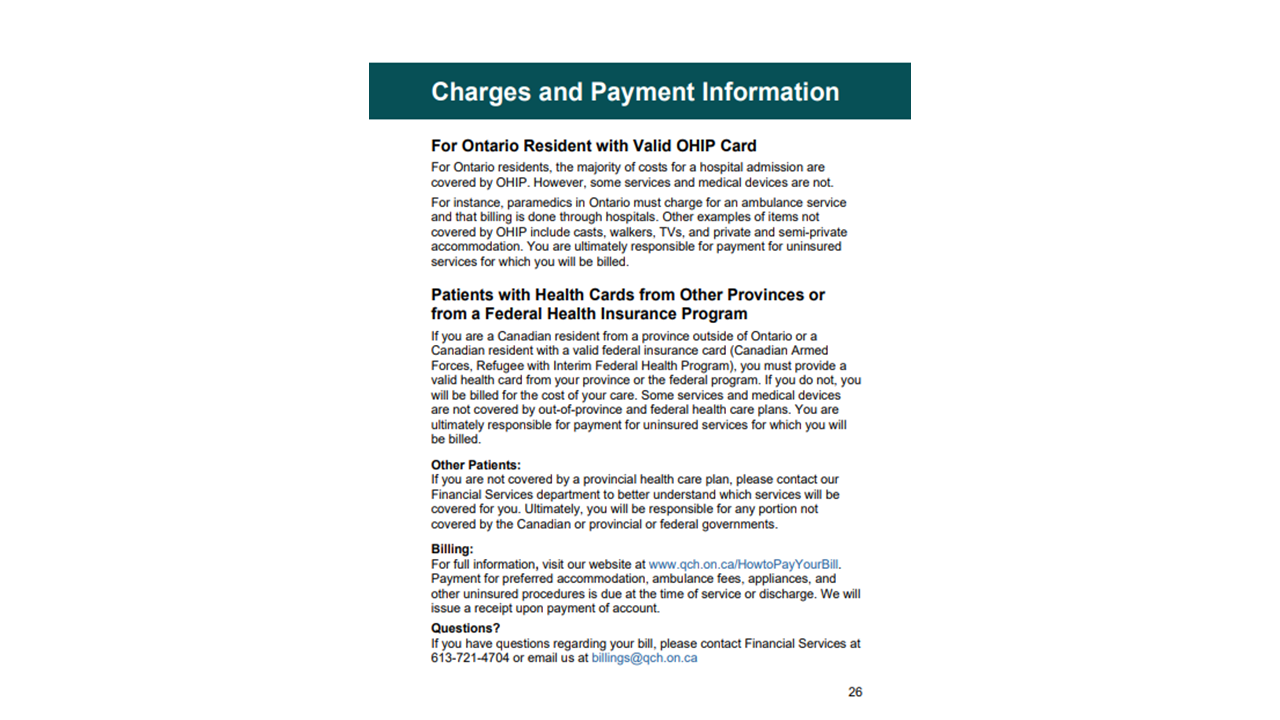 Charges and Payment Information
For Ontario Resident with Valid OHIP Card
For Ontario residents, the majority of costs for a hospital admission are
covered by OHIP. However, some services and medical devices are not.
For instance, paramedics in Ontario must charge for an ambulance service
and that billing is done through hospitals. Other examples of items not
covered by OHIP include casts, walkers, TVs, and private and semi-private
accommodation. You are ultimately responsible for payment for uninsured
services for which you will be billed.
Patients with Health Cards from Other Provinces or
from a Federal Health Insurance Program
If you are a Canadian resident from a province outside of Ontario or a
Canadian resident with a valid federal insurance card (Canadian Armed
Forces, Refugee with Interim Federal Health Program), you must provide a
valid health card from your province or the federal program. If you do not, you
will be billed for the cost of your care. Some services and medical devices
are not covered by out-of-province and federal health care plans. You are
ultimately responsible for payment for uninsured services for which you will
be billed.
Other Patients:
If you are not covered by a provincial health care plan, please contact our
Financial Services department to better understand which services will be
covered for you. Ultimately, you will be responsible for any portion not
covered by the Canadian or provincial or federal governments.
Billing:
For full information, visit our website at www.qch.on.ca/HowtoPayYourBill.
Payment for preferred accommodation, ambulance fees, appliances, and
other uninsured procedures is due at the time of service or discharge. We will
issue a receipt upon payment of account.
Questions?
If you have questions regarding your bill, please contact Financial Services at
613-721-4704 or email us at billings@qch.on.ca
26